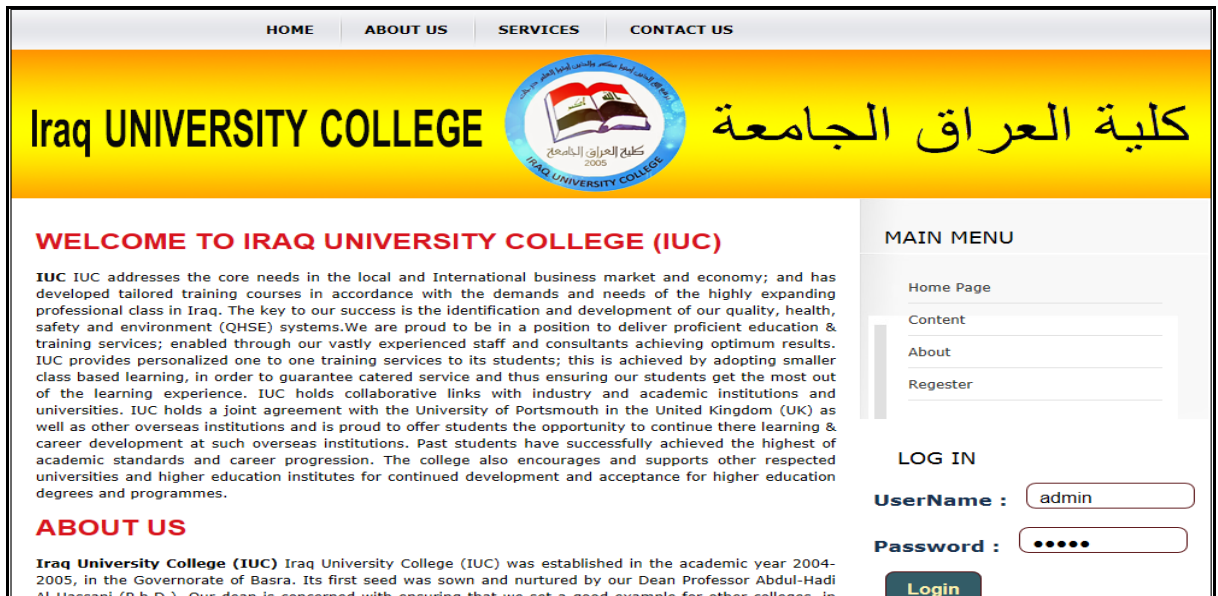 HOME ABOUT US SERVICES CONTACT US
Iraq UNIVERSITY COLLEGE
كلية العراق الجامعة
2005
IRAQ UNIVERSITY COLLEGE
كلية العراق الجامعة
WELCOME TO IRAQ UNIVERSITY COLLEGE (IUC)
IUC IUC addresses the core needs in the local and International business market and economy; and has
developed tailored training courses in accordance with the demands and needs of the highly expanding
professional class in Iraq. The key to our success is the identification and development of our quality, health,
safety and environment (QHSE) systems.We are proud to be in a position to deliver proficient education &
training services; enabled through our vastly experienced staff and consultants achieving optimum results.
IUC provides personalized one to one training services to its students; this is achieved by adopting smaller
class based learning, in order to guarantee catered service and thus ensuring our students get the most out
of the learning experience. IUC holds collaborative links with industry and academic institutions and
universities. IUC holds a joint agreement with the University of Portsmouth in the United Kingdom (UK) as
well as other overseas institutions and is proud to offer students the opportunity to continue there learning &
career development at such overseas institutions. Past students have successfully achieved the highest of
academic standards and career progression. The college also encourages and supports other respected
universities and higher education institutes for continued development and acceptance for higher education
degrees and programmes.
ABOUT US
Iraq University College (IUC) Iraq University College (IUC) was established in the academic year 2004-
2005, in the Governorate of Basra. Its first seed was sown and nurtured by our Dean Professor Abdul-Hadi
MAIN MENU
Home Page
Content
About
Regester
LOG IN
UserName : admin
Password : •••••
Login